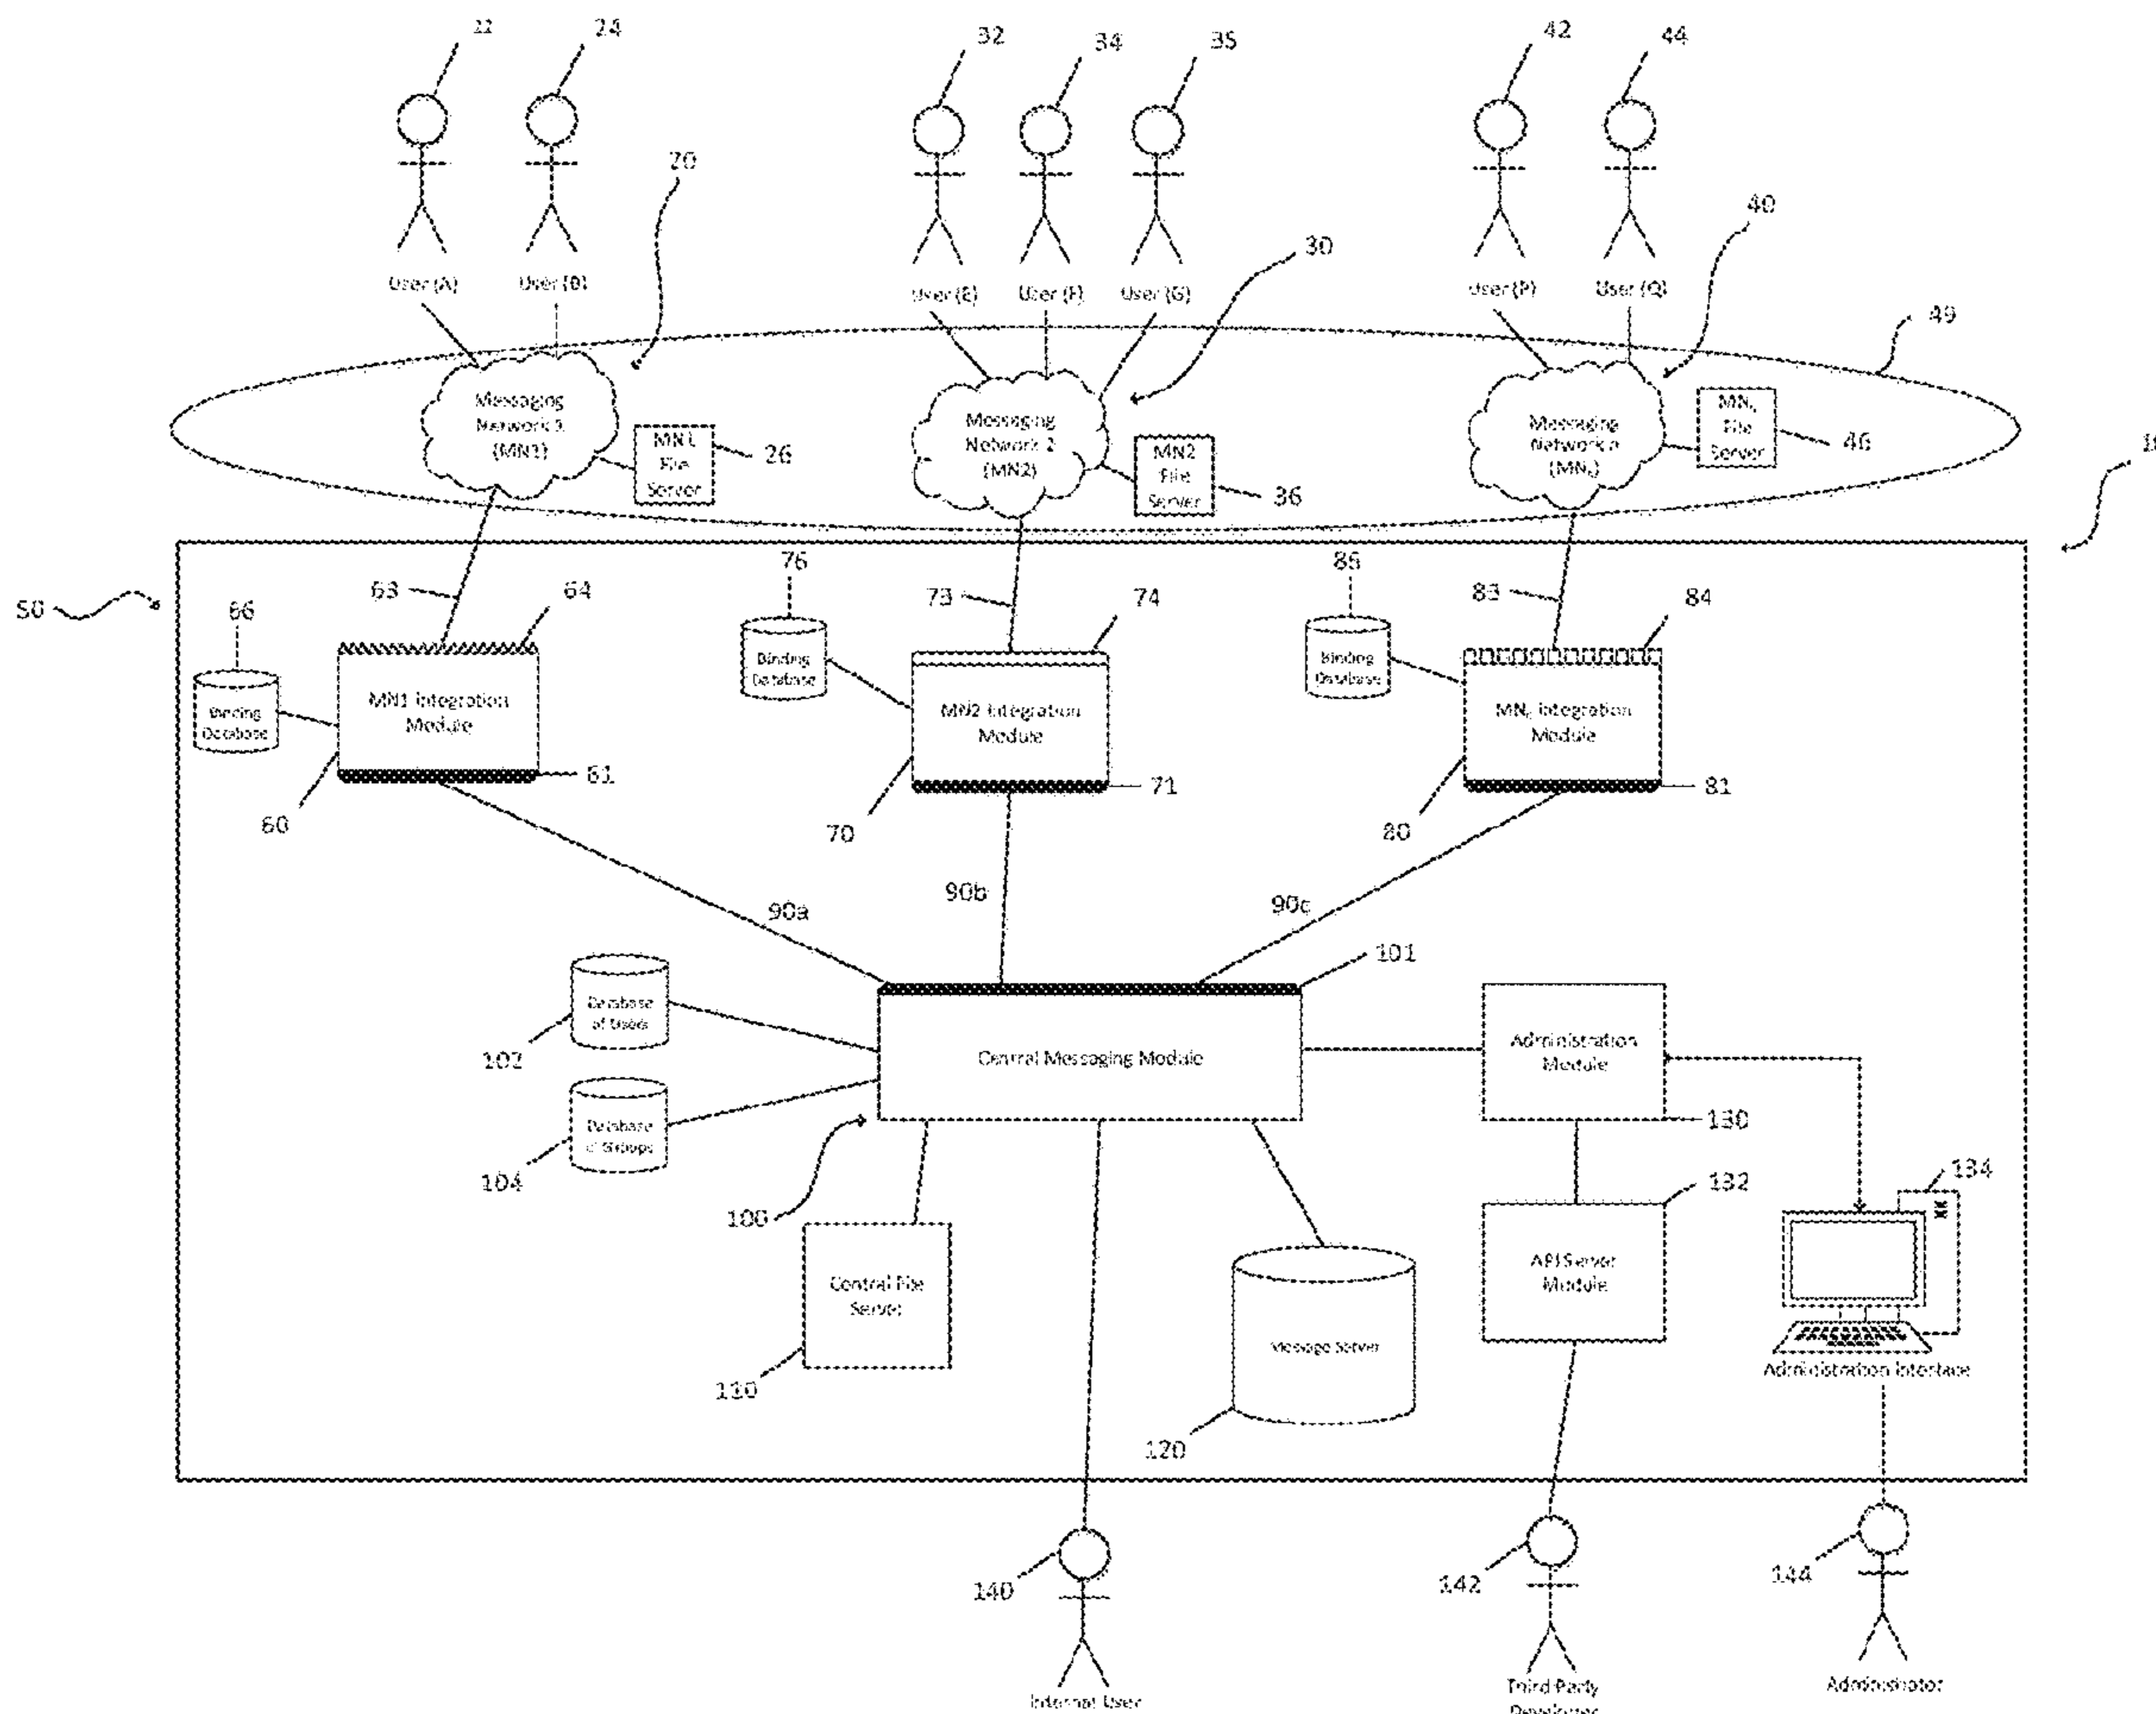 24
32
34
35
42
44
20
40
30
User (A)
User (B)
User (E)
User (F)
User (G)
User (P)
User (Q)
49
Messaging
Network 1
(MN1)
MN1
File
Server
26
Messaging
Network 2
(MN2)
MN2
File
Server
36
Messaging
Network n
File
Server
46
50
76
86
63
64
73
74
83
84
66
Binding
Database
Binding
Database
Binding
Database
MN1 Integration
Module
MN2 Integration
Module
Integration
Module
61
71
81
60
70
80
90a
90b
90c
101
Database
of Users
102
Central Messaging Module
Administration
Module
130
Database
of Groups
104
100
132
134
Central File
Server
110
Message Server
120
API Server
Module
Administration Interface
140
142
144
Internal User
Third Party
Developer
Administrator